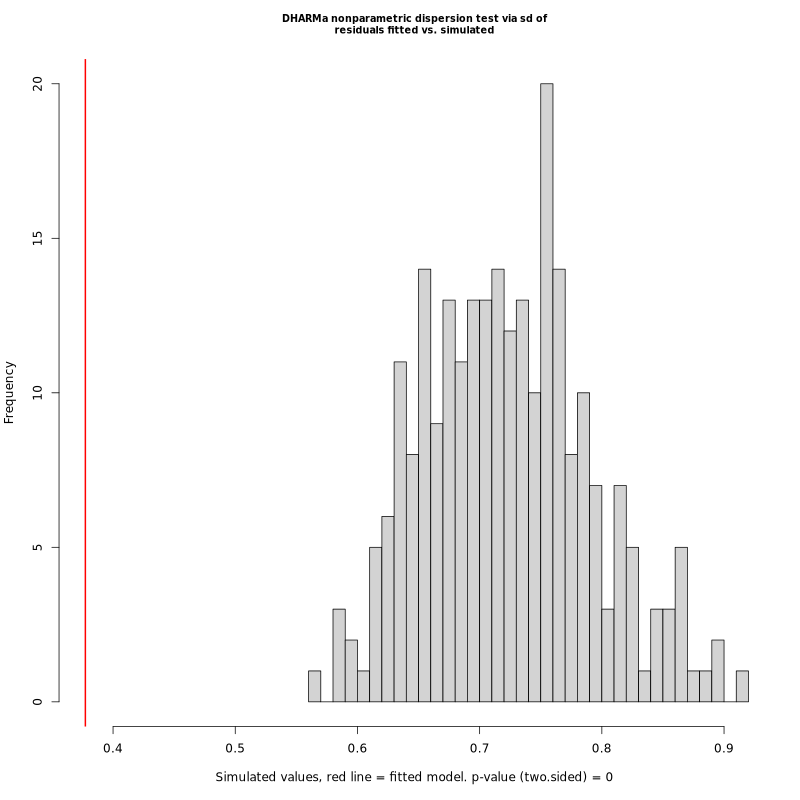 DHARMa nonparametric dispersion test via sd of
residuals fitted vs. simulated
20
15
10
5
0
Frequency
0.4 0.5 0.6 0.7 0.8 0.9
Simulated values, red line = fitted model. p-value (two.sided) = 0